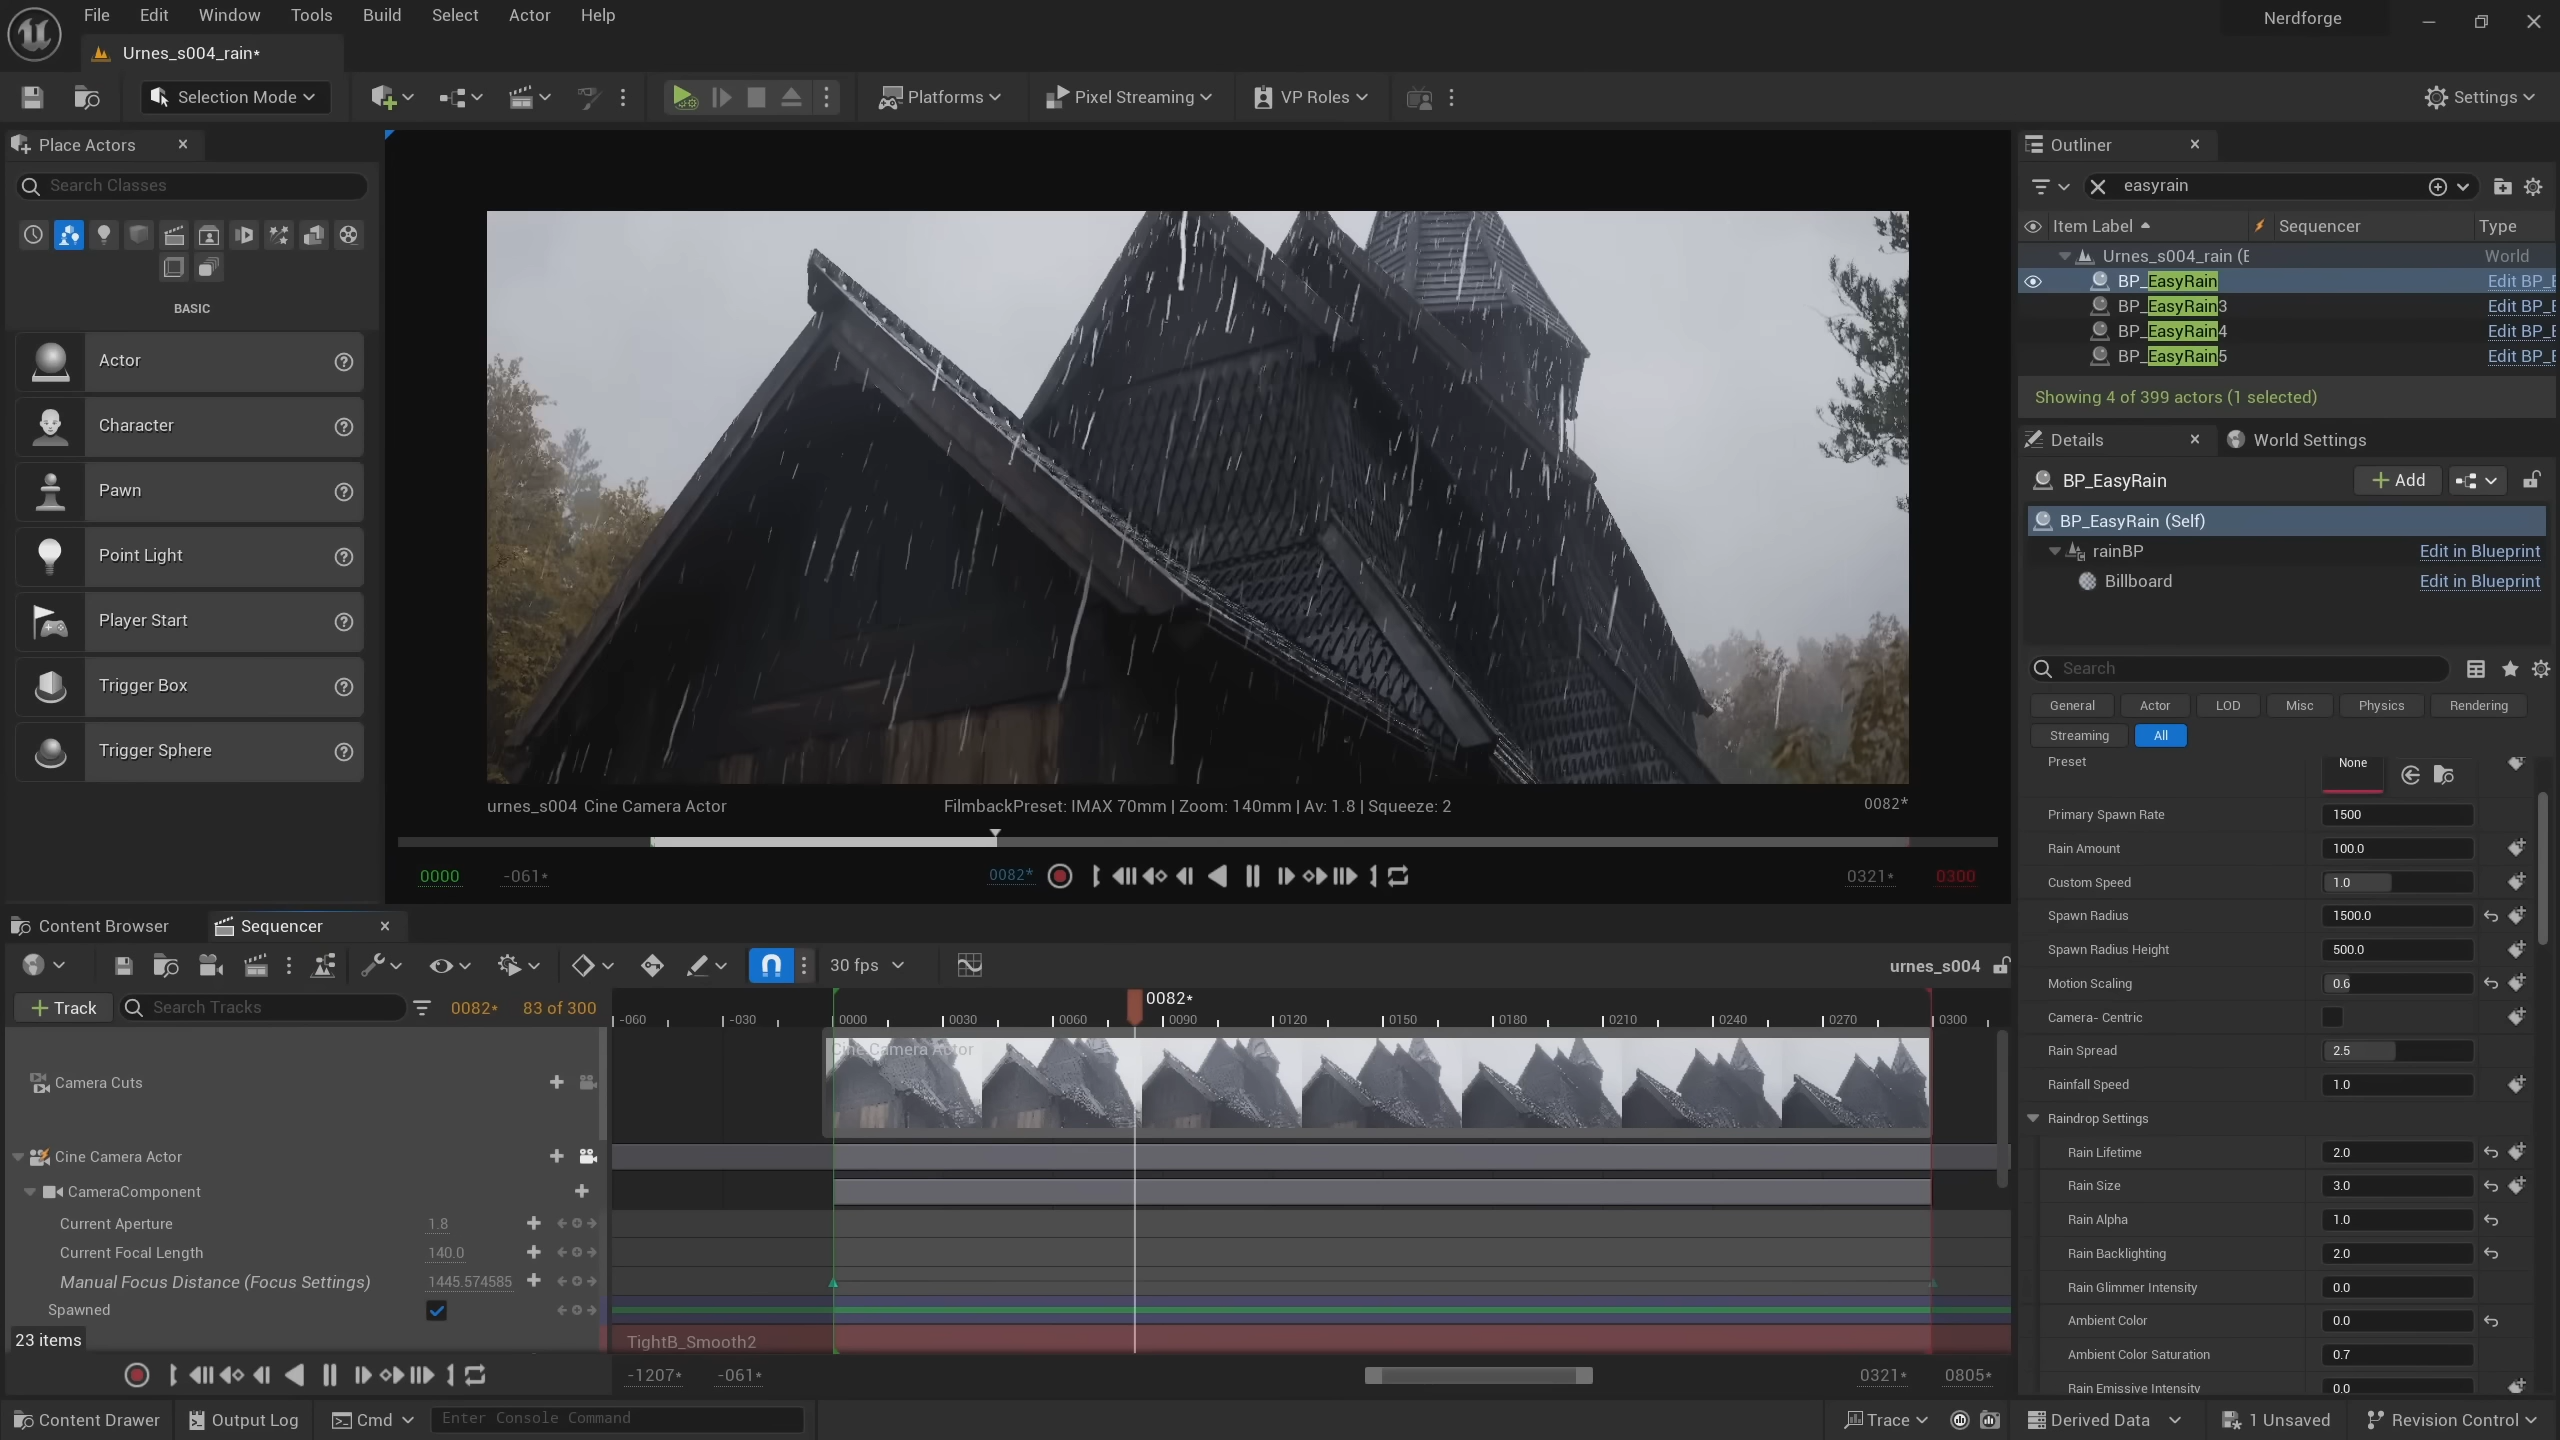 File Edit Window Tools Build Select Actor Help
Nerdforge
Urnes_s004_rain*
Selection Mode
Platforms
Pixel Streaming
VP Roles
Settings
Place Actors
Search Classes
BASIC
Actor
Character
Pawn
Point Light
Player Start
Trigger Box
Trigger Sphere
urnes_s004 Cine Camera Actor
FilmbackPreset: IMAX 70mm | Zoom: 140mm | Av: 1.8 | Squeeze: 2
0082*
0000 -061* 0082* 0321* 0300
Outliner
easyrain
Item Label Sequencer Type
Urnes_s004_rain (E World
BP_EasyRain Edit BP_E
BP_EasyRain3 Edit BP_E
BP_EasyRain4 Edit BP_E
BP_EasyRain5 Edit BP_E
Showing 4 of 399 actors (1 selected)
Details World Settings
BP_EasyRain Add
BP_EasyRain (Self)
rainBP Edit in Blueprint
Billboard Edit in Blueprint
Search
General Actor LOD Misc Physics Rendering
Streaming All
Preset None
Primary Spawn Rate 1500
Rain Amount 100.0
Custom Speed 1.0
Spawn Radius 1500.0
Spawn Radius Height 500.0
Motion Scaling 0.6
Camera- Centric
Rain Spread 2.5
Rainfall Speed 1.0
Raindrop Settings
Rain Lifetime 2.0
Rain Size 3.0
Rain Alpha 1.0
Rain Backlighting 2.0
Rain Glimmer Intensity 0.0
Ambient Color 0.0
Ambient Color Saturation 0.7
Rain Emissive Intensity 0.0
Content Browser Sequencer
30 fps
urnes_s004
Track
Search Tracks
0082* 83 of 300
0082*
-060 -030 0000 0030 0060 0090 0120 0150 0180 0210 0240 0270 0300
Cine Camera Actor
Camera Cuts
Cine Camera Actor
CameraComponent
Current Aperture 1.8
Current Focal Length 140.0
Manual Focus Distance (Focus Settings) 1445.574585
Spawned
TightB_Smooth2
23 items
-1207* -061* 0321* 0805*
Content Drawer Output Log Cmd Enter Console Command
Trace Derived Data 1 Unsaved Revision Control